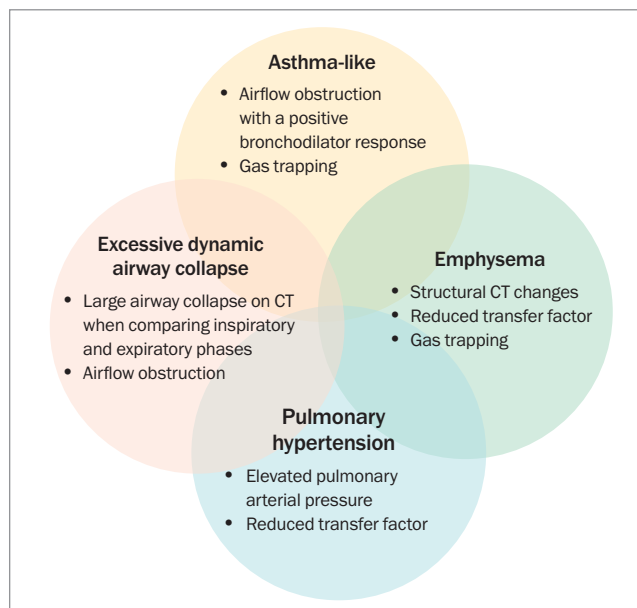 Asthma-like
• Airflow obstruction
with a positive
bronchodilator response
• Gas trapping
Excessive dynamic
airway collapse
• Large airway collapse on CT
when comparing inspiratory
and expiratory phases
• Airflow obstruction
Emphysema
• Structural CT changes
• Reduced transfer factor
• Gas trapping
Pulmonary
hypertension
• Elevated pulmonary
arterial pressure
• Reduced transfer factor